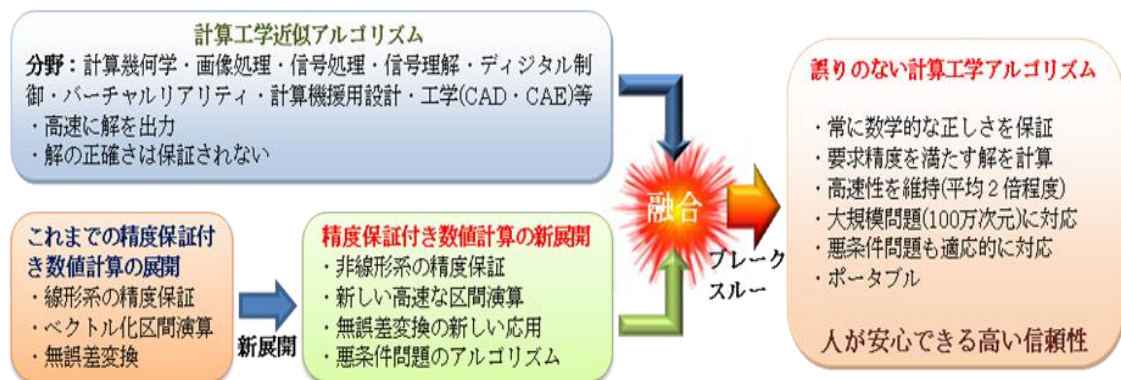 計算工学近似アルゴリズム
分野：計算幾何学・画像処理・信号処理・信号理解・ディジタル制
御・バーチャルリアリティ・計算機援用設計・工学(CAD・CAE)等
・高速に解を出力
・解の正確さは保証されない
これまでの精度保証付
き数値計算の展開
・線形系の精度保証
・ベクトル化区間演算
・無誤差変換
新展開
精度保証付き数値計算の新展開
・非線形系の精度保証
・新しい高速な区間演算
・無誤差変換の新しい応用
・悪条件問題のアルゴリズム
融合
ブレーク
スルー
誤りのない計算工学アルゴリズム
・常に数学的な正しさを保証
・要求精度を満たす解を計算
・高速性を維持(平均２倍程度)
・大規模問題(100万次元)に対応
・悪条件問題も適応的に対応
・ポータブル
人が安心できる高い信頼性